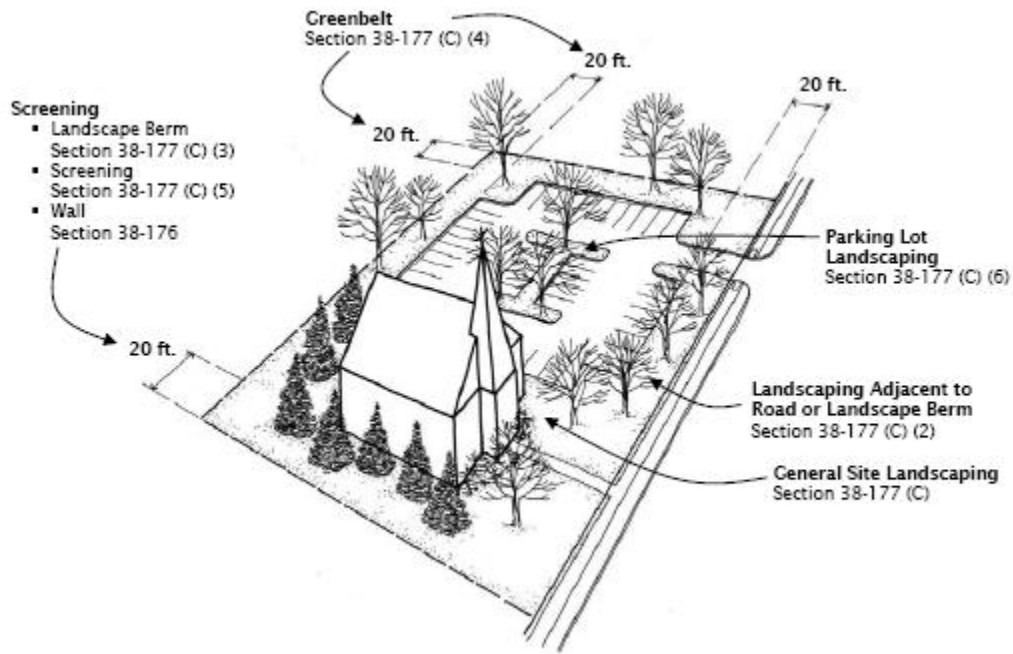 Greenbelt
Section 38-177 (C) (4)
20 ft.
20 ft.
20 ft.
Screening
▪ Landscape Berm
Section 38-177 (C) (3)
▪ Screening
Section 38-177 (C) (5)
▪ Wall
Section 38-176
20 ft.
Parking Lot
Landscaping
Section 38-177 (C) (6)
Landscaping Adjacent to
Road or Landscape Berm
Section 38-177 (C) (2)
General Site Landscaping
Section 38-177 (C)